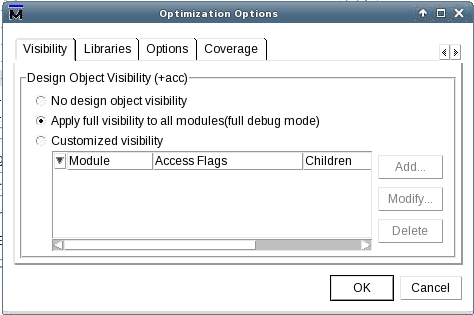 Optimization Options
Visibility Libraries Options Coverage
Design Object Visibility (+acc)
No design object visibility
Apply full visibility to all modules(full debug mode)
Customized visibility
Module Access Flags Children
Add...
Modify...
Delete
OK Cancel